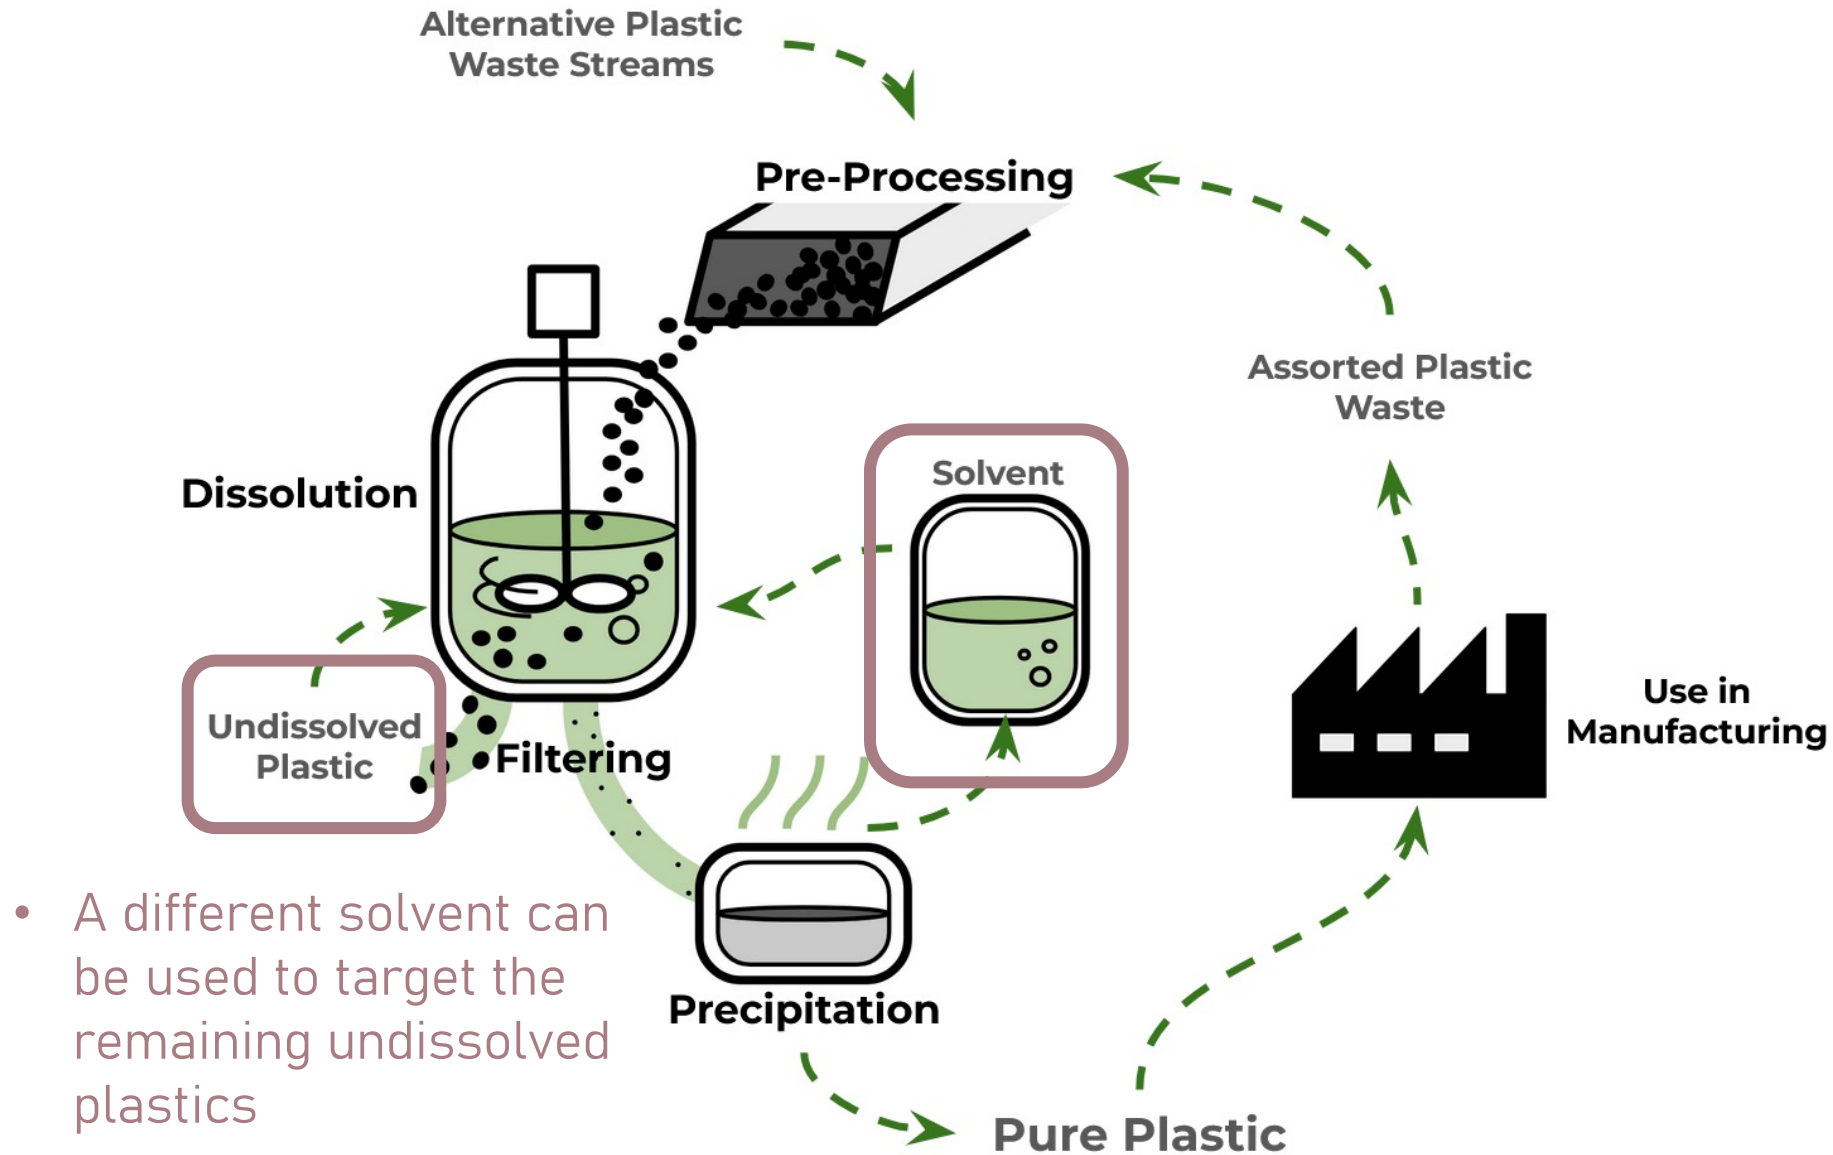 Alternative Plastic
Waste Streams
Pre-Processing
Assorted Plastic
Waste
Solvent
Dissolution
Undissolved
Plastic
Filtering
Use in
Manufacturing
• A different solvent can
be used to target the
remaining undissolved
plastics
Precipitation
Pure Plastic